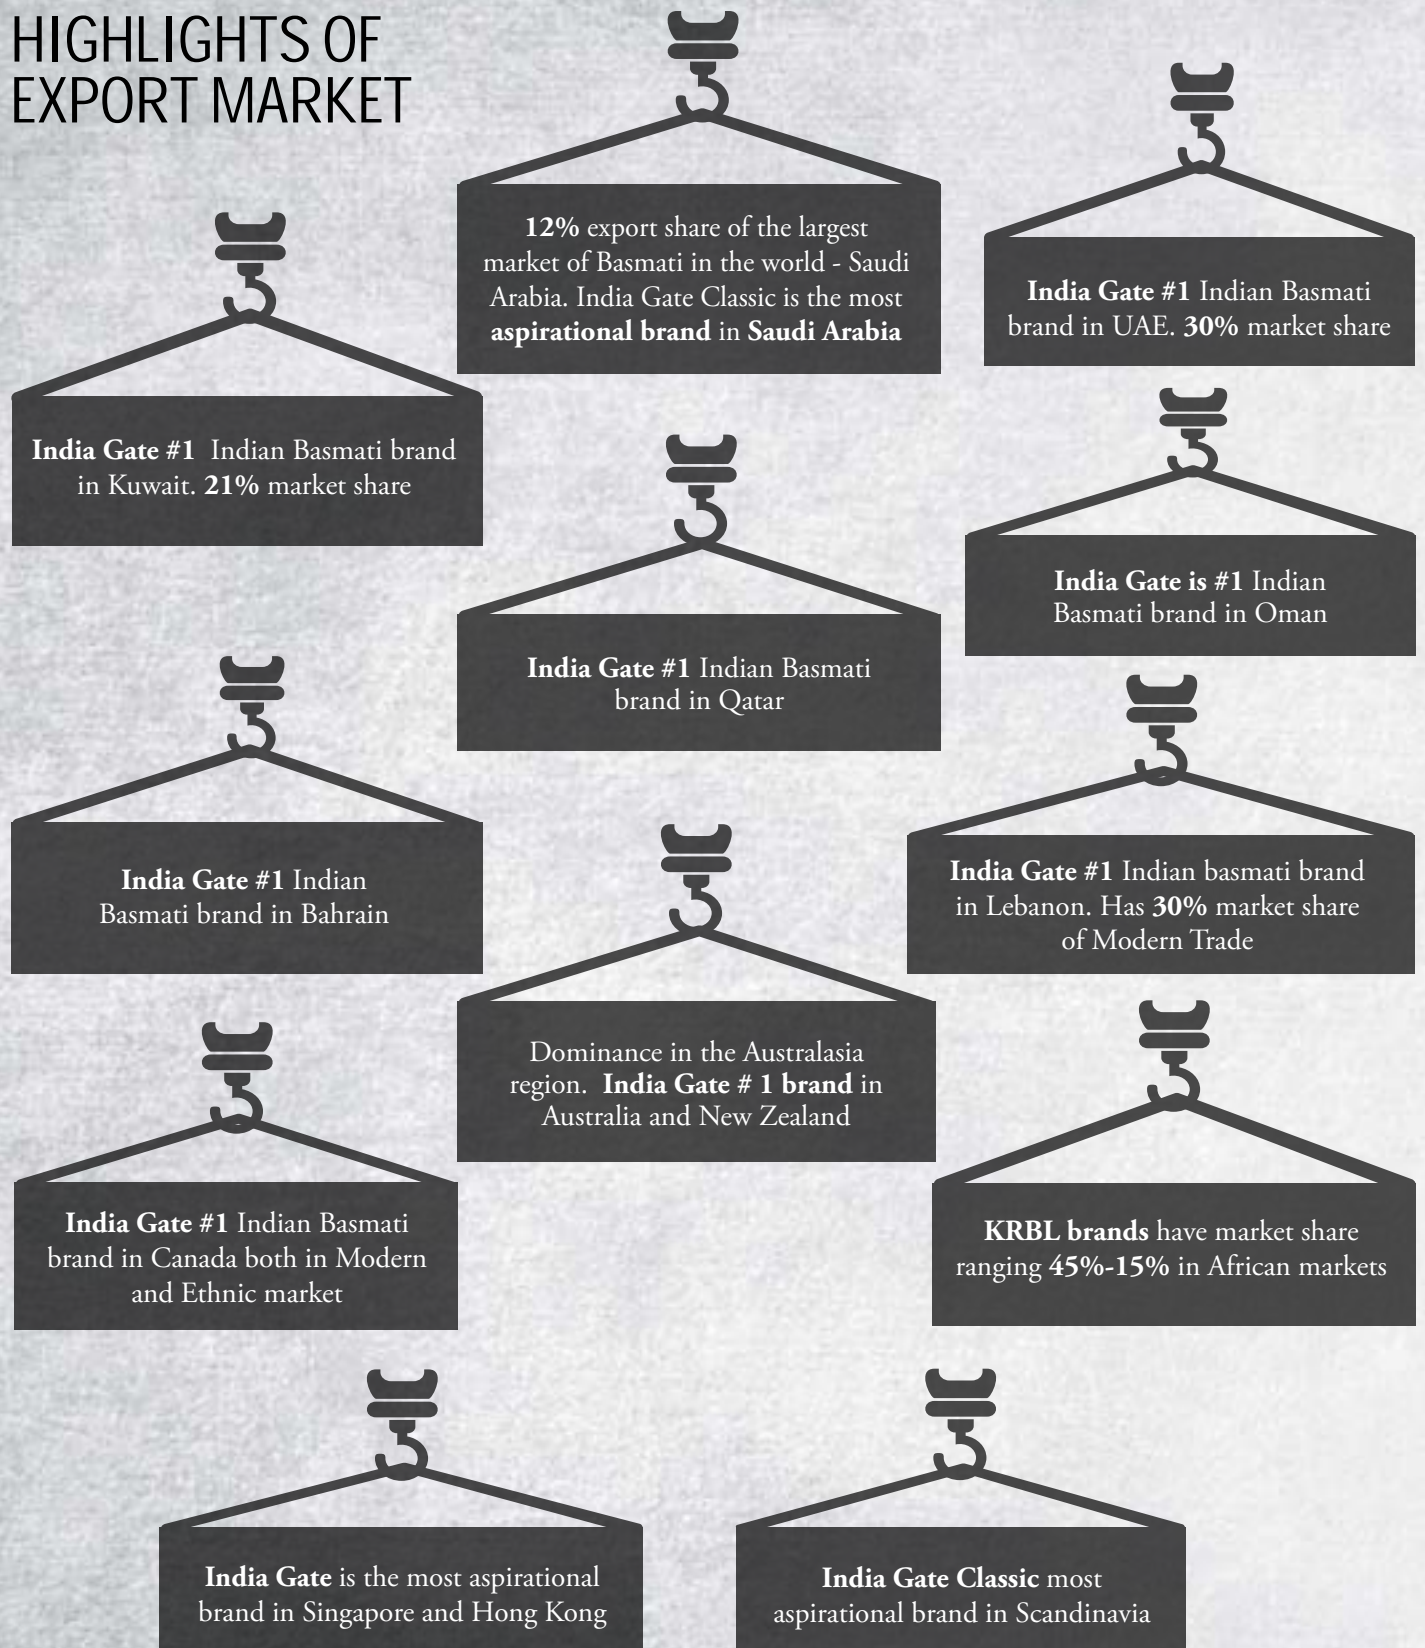 HIGHLIGHTS OF
EXPORT MARKET
12% export share of the largest
market of Basmati in the world - Saudi
Arabia. India Gate Classic is the most
aspirational brand in Saudi Arabia
India Gate #1 Indian Basmati
brand in UAE. 30% market share
India Gate #1 Indian Basmati brand
in Kuwait. 21% market share
India Gate is #1 Indian
Basmati brand in Oman
India Gate #1 Indian Basmati
brand in Qatar
India Gate #1 Indian
Basmati brand in Bahrain
India Gate #1 Indian basmati brand
in Lebanon. Has 30% market share
of Modern Trade
Dominance in the Australasia
region. India Gate # 1 brand in
Australia and New Zealand
India Gate #1 Indian Basmati
brand in Canada both in Modern
and Ethnic market
KRBL brands have market share
ranging 45%-15% in African markets
India Gate is the most aspirational
brand in Singapore and Hong Kong
India Gate Classic most
aspirational brand in Scandinavia